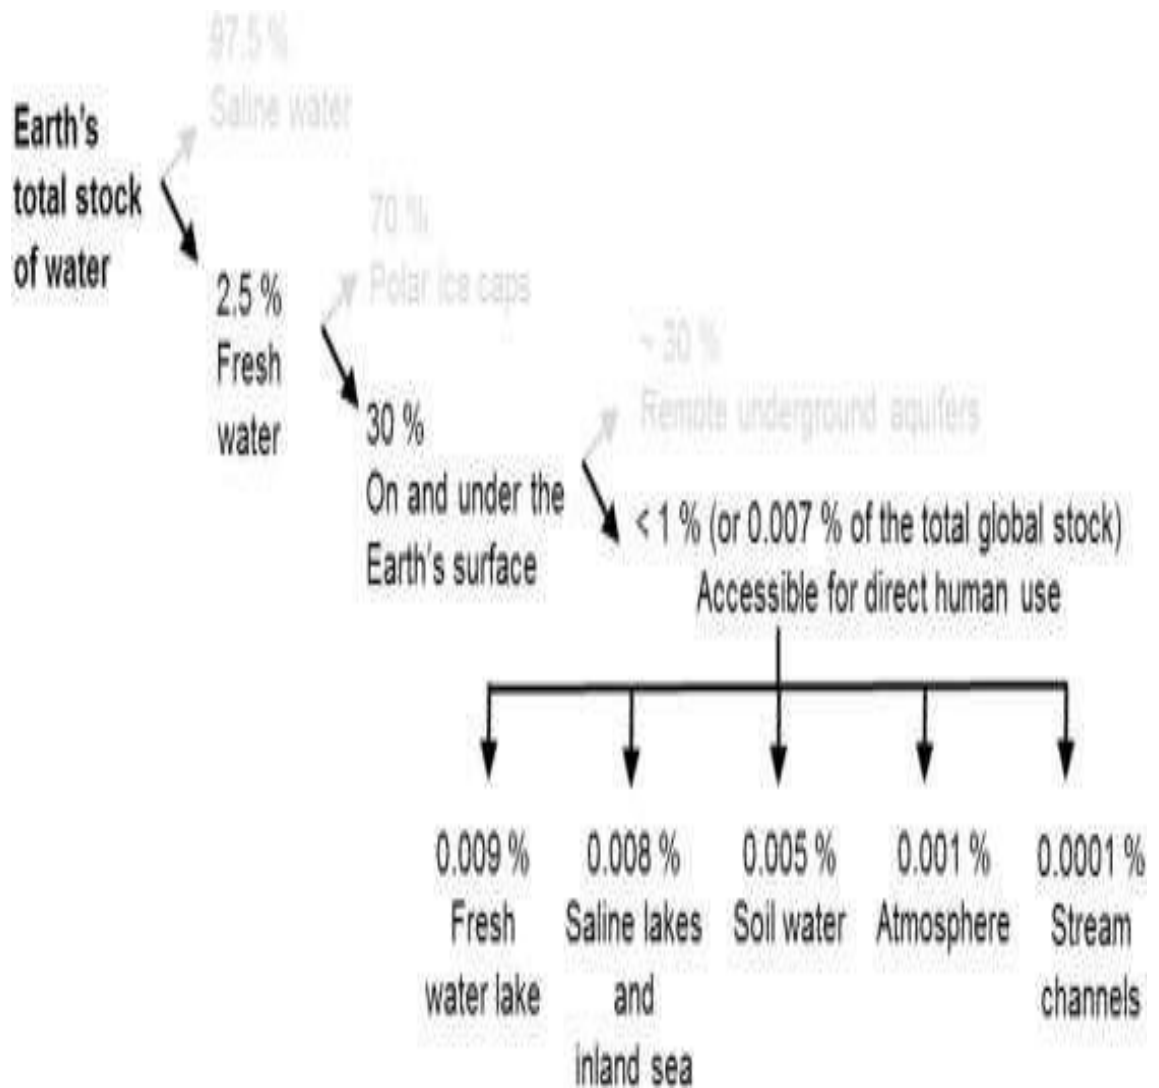 97.5 %
Saline water
Earth's
total stock
of water
70 %
Polar ice caps
2.5 %
Fresh
water
~ 30 %
Remote underground aquifers
30 %
On and under the
Earth's surface
< 1 % (or 0.007 % of the total global stock)
Accessible for direct human use
0.009 %
Fresh
water lake
0.008 %
Saline lakes
and
inland sea
0.005 %
Soil water
0.001 %
Atmosphere
0.0001 %
Stream
channels